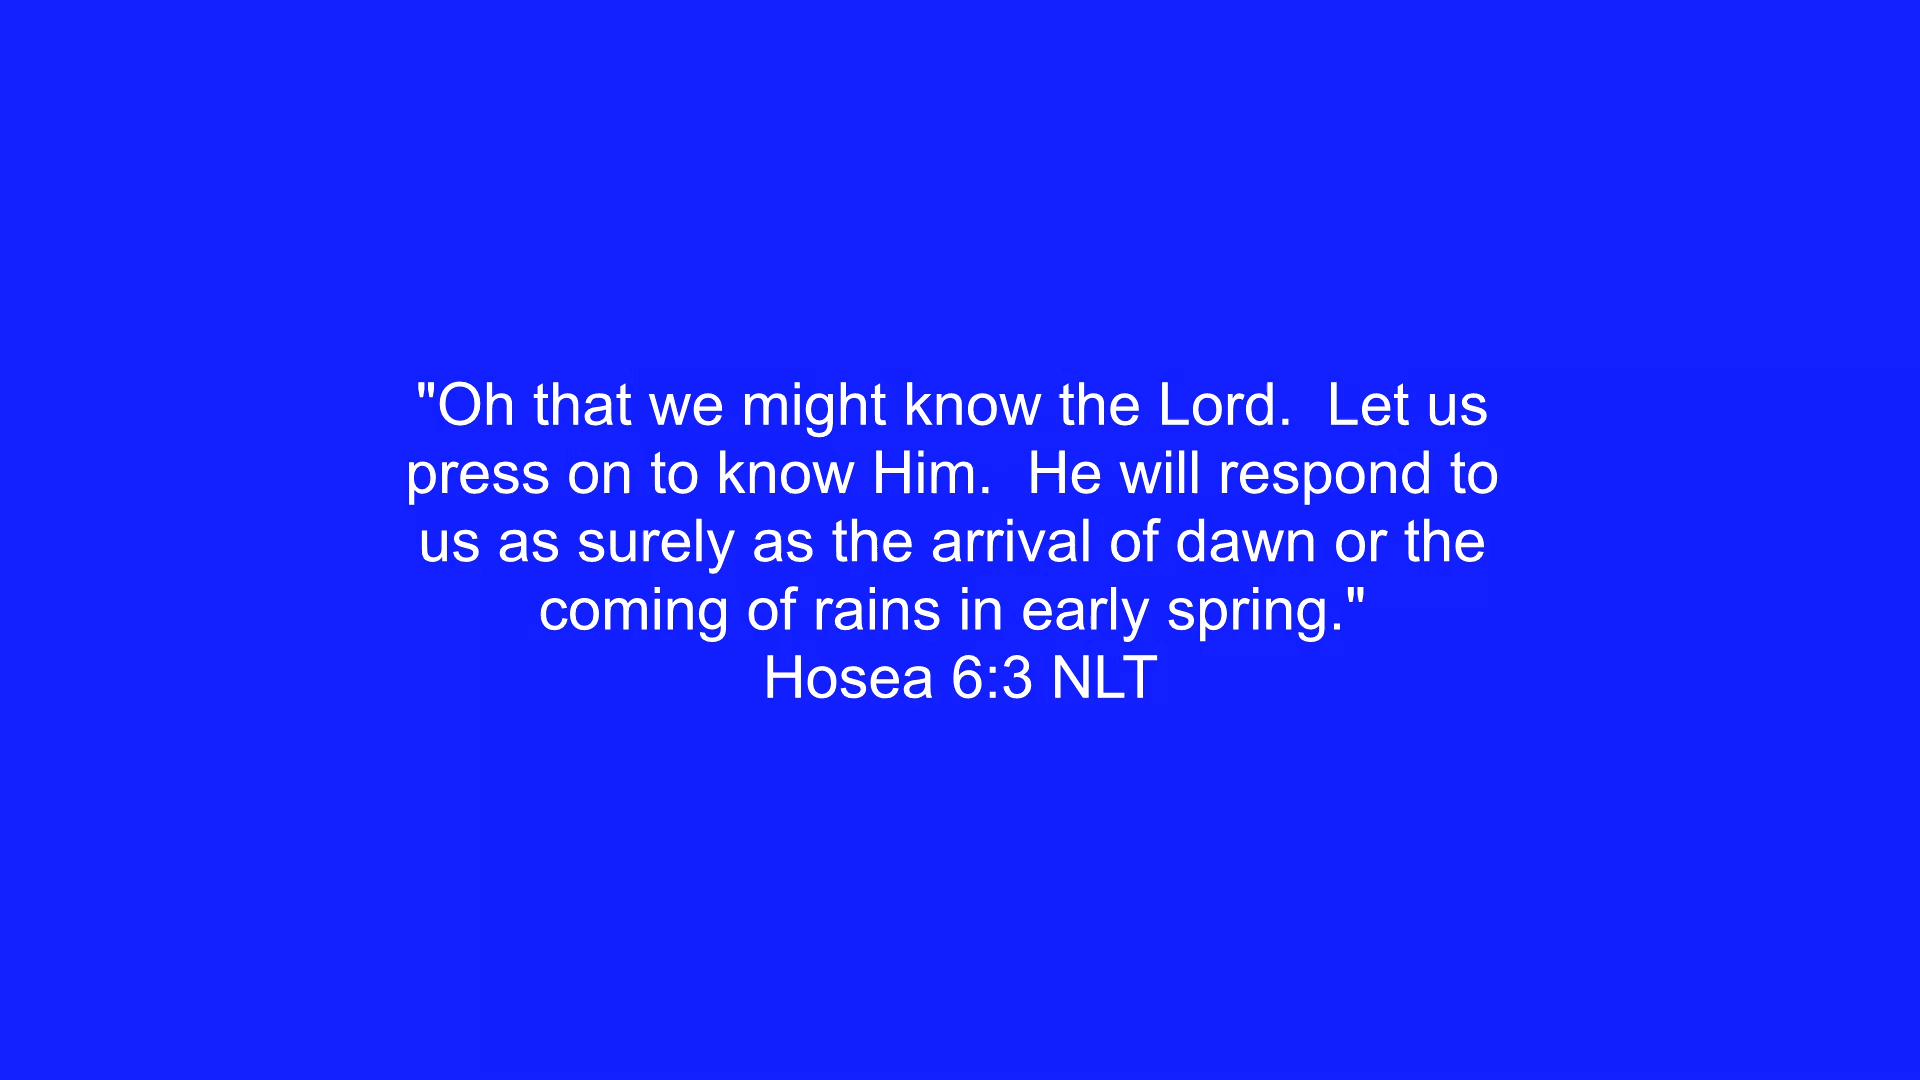 "Oh that we might know the Lord.  Let us
press on to know Him.  He will respond to
us as surely as the arrival of dawn or the
coming of rains in early spring."
Hosea 6:3 NLT